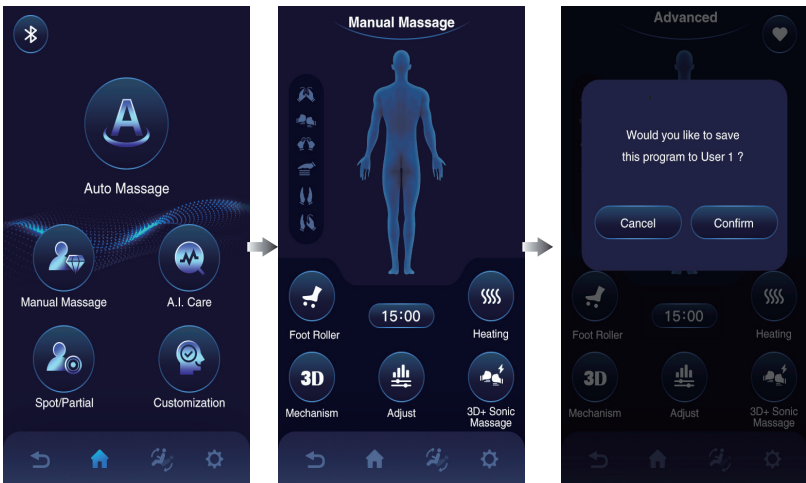 A
Auto Massage
Manual Massage
A.I. Care
Spot/Partial
Customization
Manual Massage
Foot Roller
15:00
Heating
3D
Mechanism
Adjust
3D+ Sonic
Massage
Advanced
Would you like to save
this program to User 1 ?
Cancel
Confirm
Foot Roller
15:00
Heating
3D
Mechanism
Adjust
3D+ Sonic
Massage